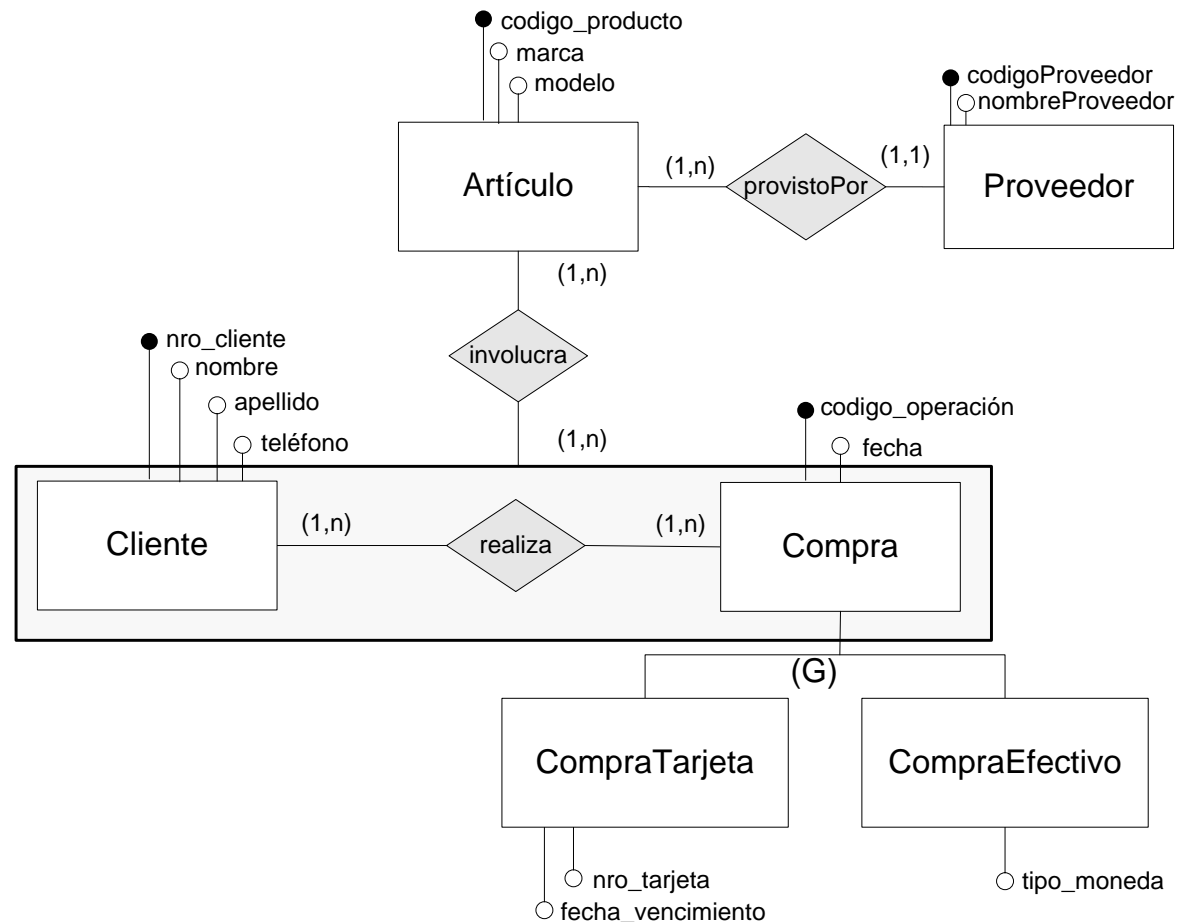 codigo_producto
marca
modelo
codigoProveedor
nombreProveedor
Artículo
(1,n)
provistoPor
(1,1)
Proveedor
(1,n)
involucra
(1,n)
nro_cliente
nombre
apellido
teléfono
codigo_operación
fecha
Cliente
(1,n)
realiza
(1,n)
Compra
(G)
CompraTarjeta
CompraEfectivo
nro_tarjeta
fecha_vencimiento
tipo_moneda